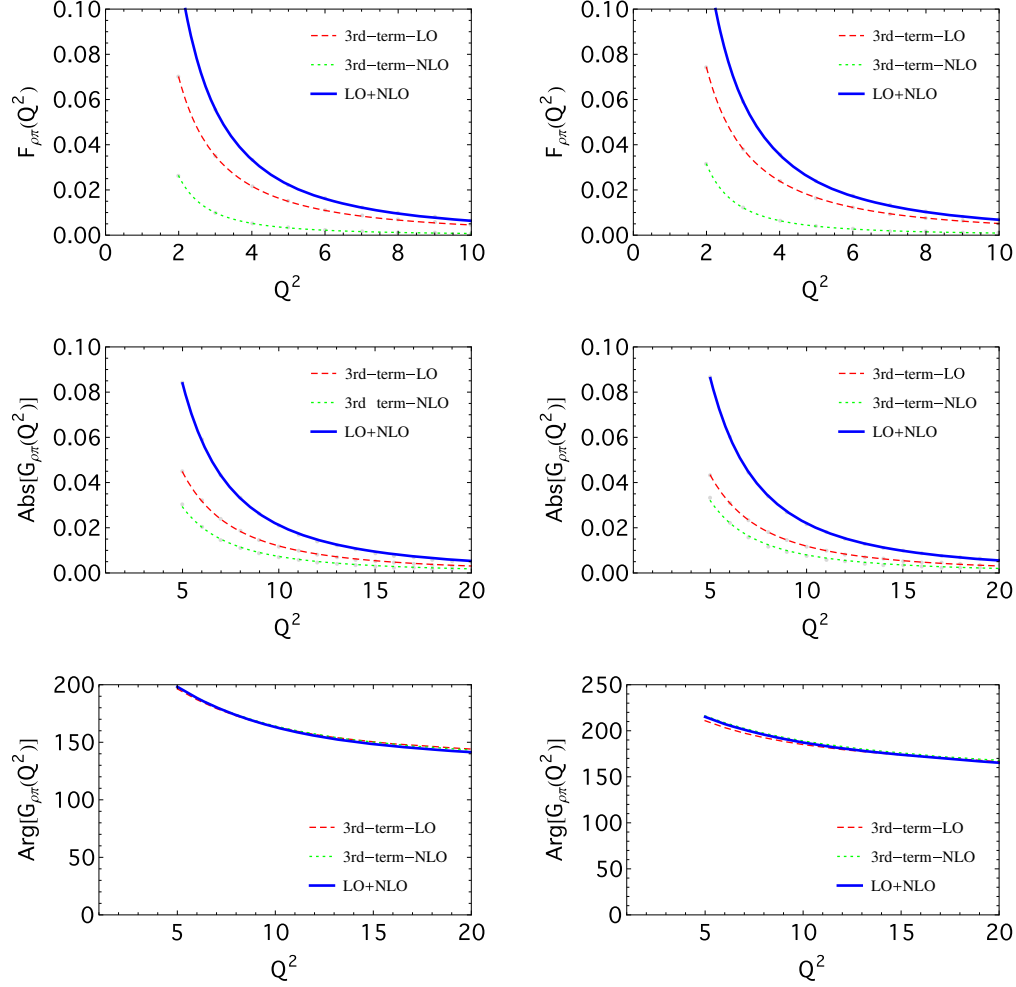 0.10
0.08
0.06
0.04
0.02
0.00
F_ρπ(Q²)
3rd−term−LO
3rd−term−NLO
LO+NLO
0 2 4 6 8 10
Q²
0.10
0.08
0.06
0.04
0.02
0.00
F_ρπ(Q²)
3rd−term−LO
3rd−term−NLO
LO+NLO
0 2 4 6 8 10
Q²
0.10
0.08
0.06
0.04
0.02
0.00
Abs[G_ρπ(Q²)]
3rd−term−LO
3rd term−NLO
LO+NLO
5 10 15 20
Q²
0.10
0.08
0.06
0.04
0.02
0.00
Abs[G_ρπ(Q²)]
3rd−term−LO
3rd−term−NLO
LO+NLO
5 10 15 20
Q²
200
150
100
50
0
Arg[G_ρπ(Q²)]
3rd−term−LO
3rd−term−NLO
LO+NLO
5 10 15 20
Q²
250
200
150
100
50
0
Arg[G_ρπ(Q²)]
3rd−term−LO
3rd−term−NLO
LO+NLO
5 10 15 20
Q²